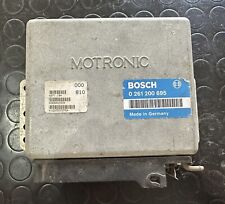 MOTRONIC
000
810
BOSCH
0 261 200 695
Made in Germany